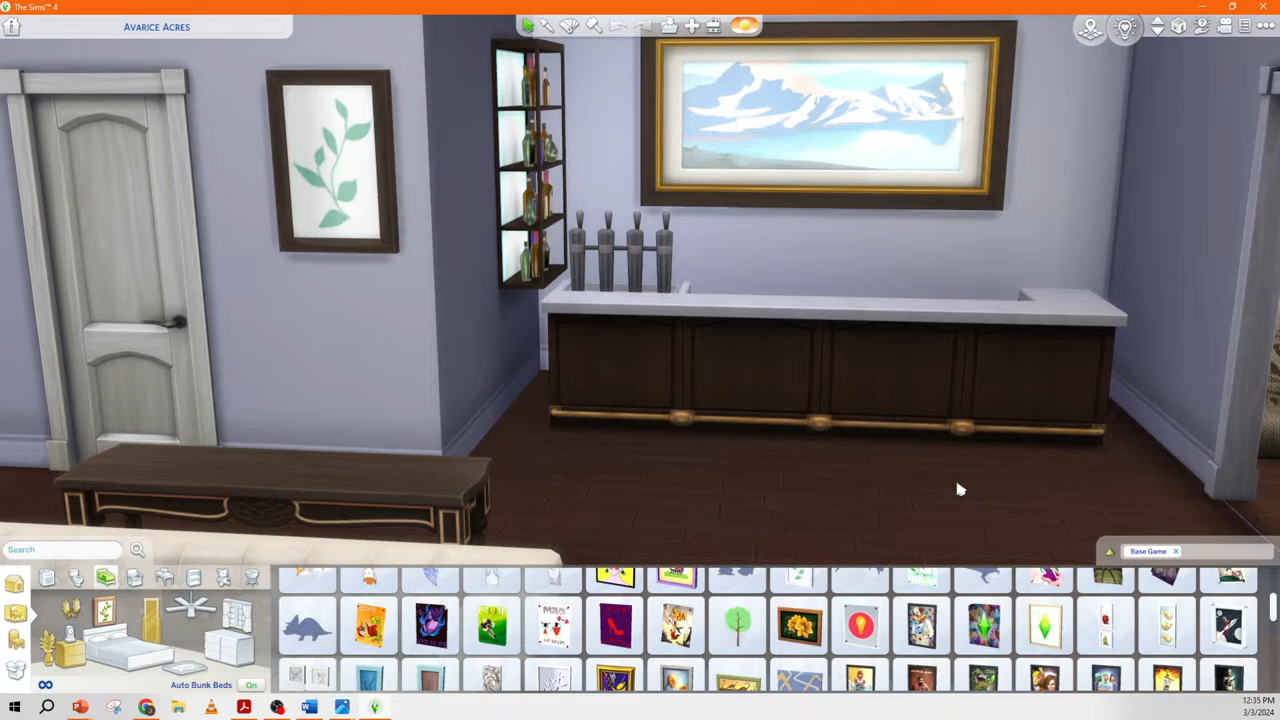 The Sims™ 4
AVARICE ACRES
Search
Base Game
Auto Bunk Beds
On
12:35 PM
3/3/2024